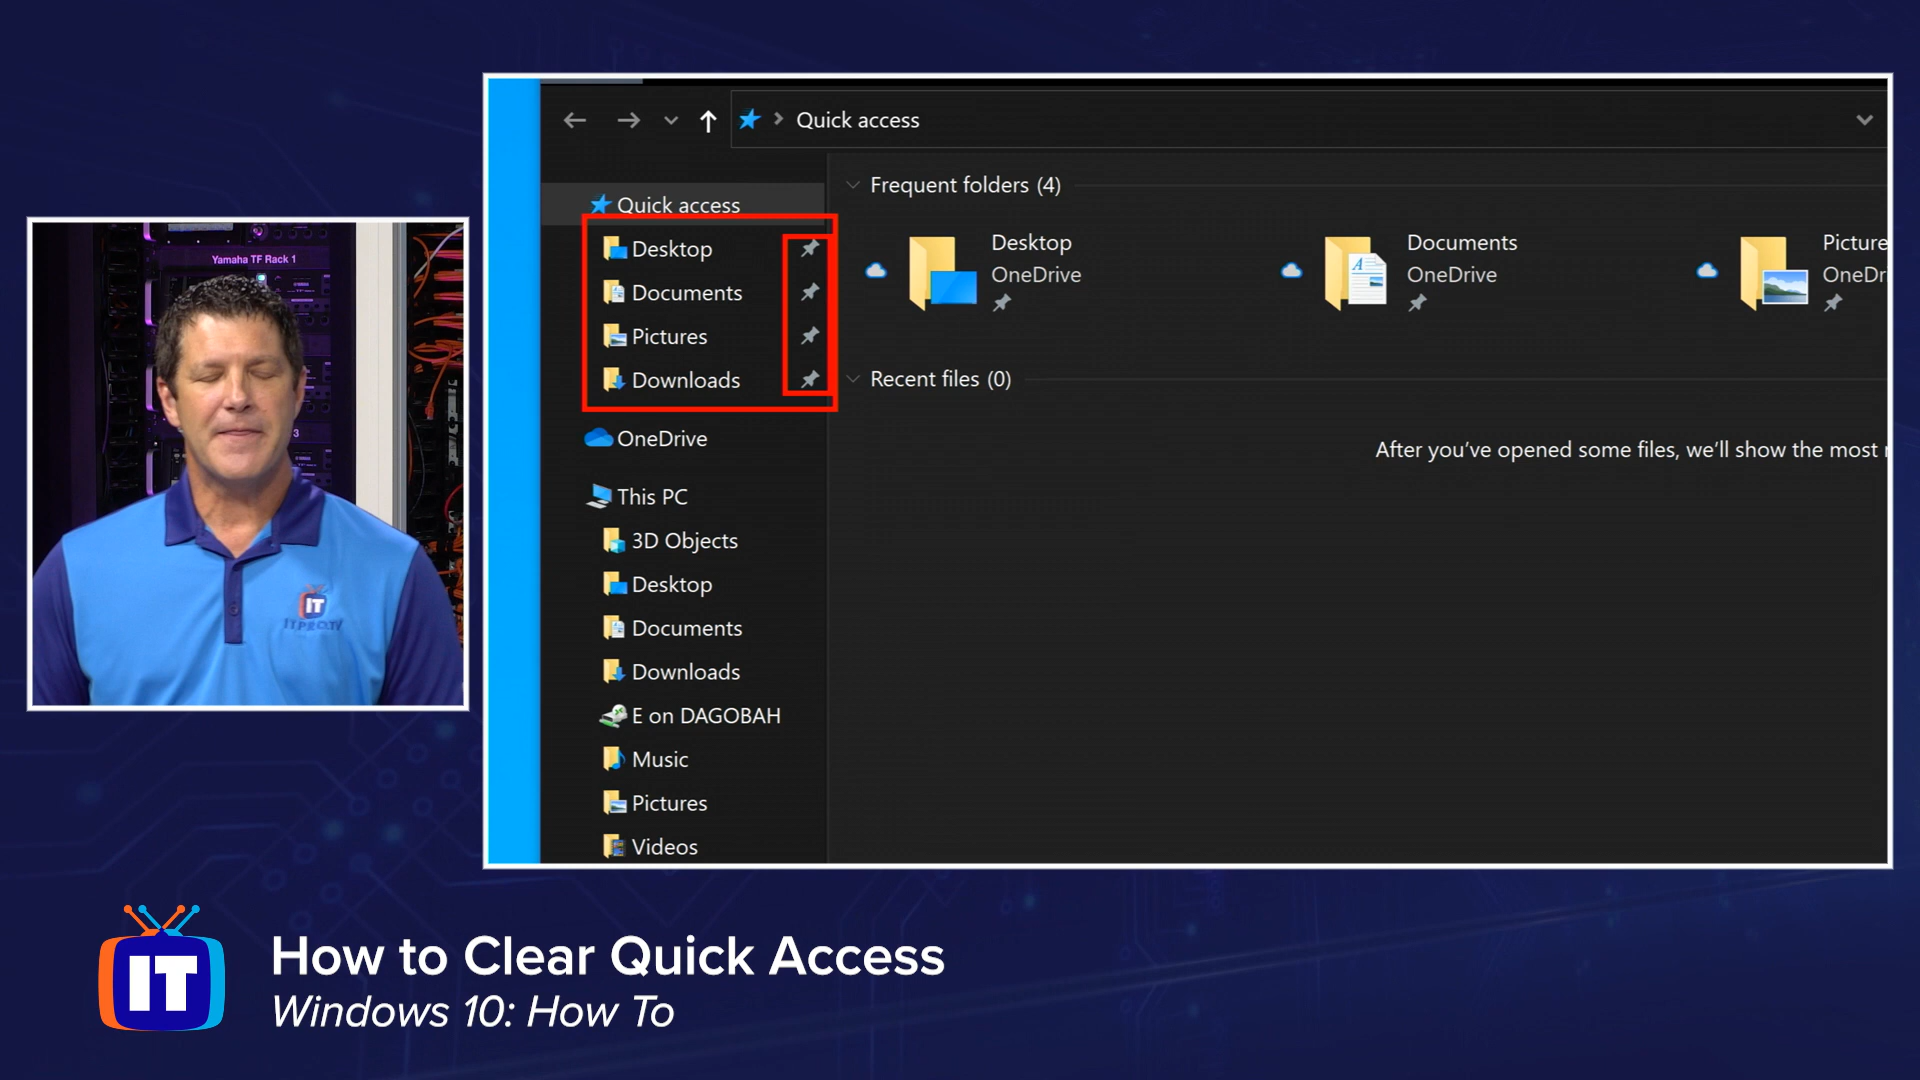 Quick access
Quick access
Desktop
Documents
Pictures
Downloads
OneDrive
This PC
3D Objects
Desktop
Documents
Downloads
E on DAGOBAH
Music
Pictures
Videos
Frequent folders (4)
Desktop
OneDrive
Documents
OneDrive
Picture
OneDr
Recent files (0)
After you’ve opened some files, we’ll show the most
Yamaha TF Rack 1
3
IT
ITPROTV
IT
How to Clear Quick Access
Windows 10: How To